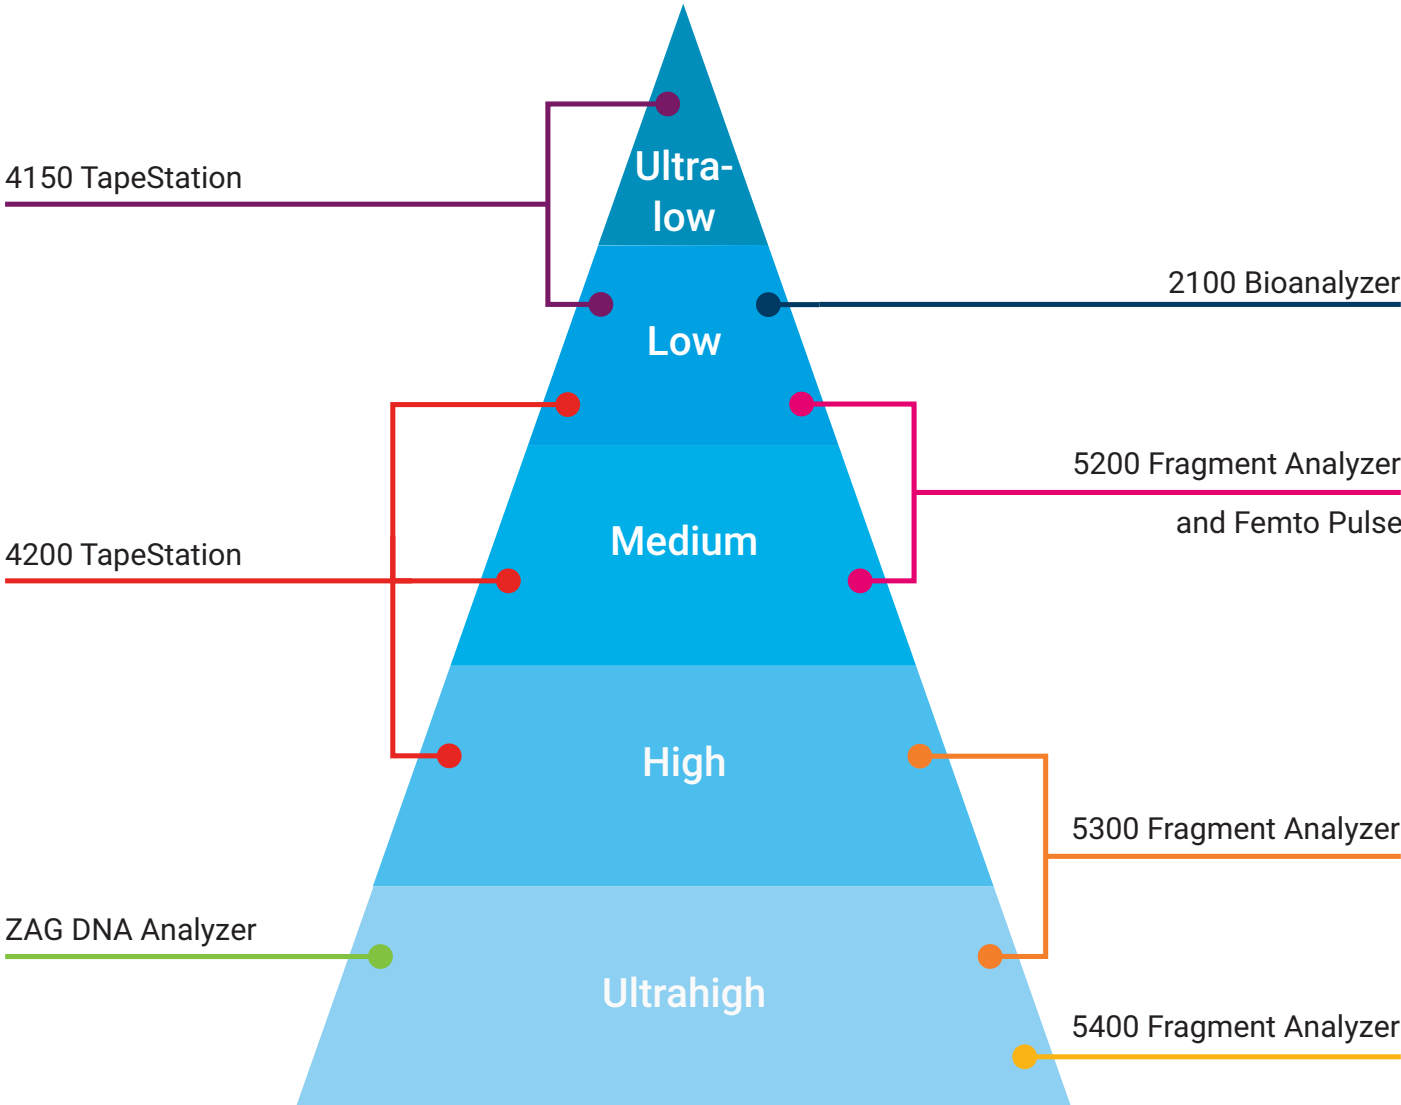 4150 TapeStation
Ultra-
low
2100 Bioanalyzer
Low
5200 Fragment Analyzer
and Femto Pulse
Medium
4200 TapeStation
High
5300 Fragment Analyzer
ZAG DNA Analyzer
Ultrahigh
5400 Fragment Analyzer